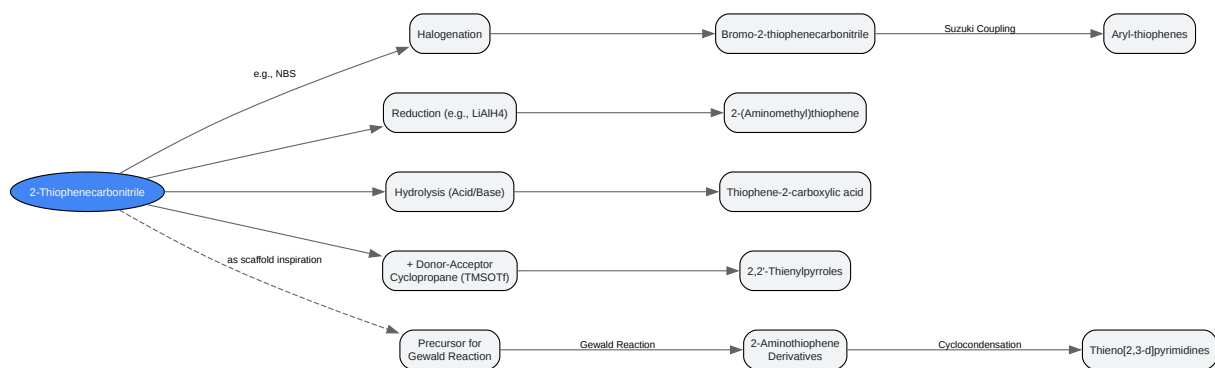 Halogenation
Bromo-2-thiophenecarbonitrile
Suzuki Coupling
Aryl-thiophenes
e.g., NBS
Reduction (e.g., LiAlH4)
2-(Aminomethyl)thiophene
2-Thiophenecarbonitrile
Hydrolysis (Acid/Base)
Thiophene-2-carboxylic acid
+ Donor-Acceptor
Cyclopropane (TMSOTf)
2,2'-Thienylpyrroles
as scaffold inspiration
Precursor for
Gewald Reaction
Gewald Reaction
2-Aminothiophene
Derivatives
Cyclocondensation
Thieno[2,3-d]pyrimidines